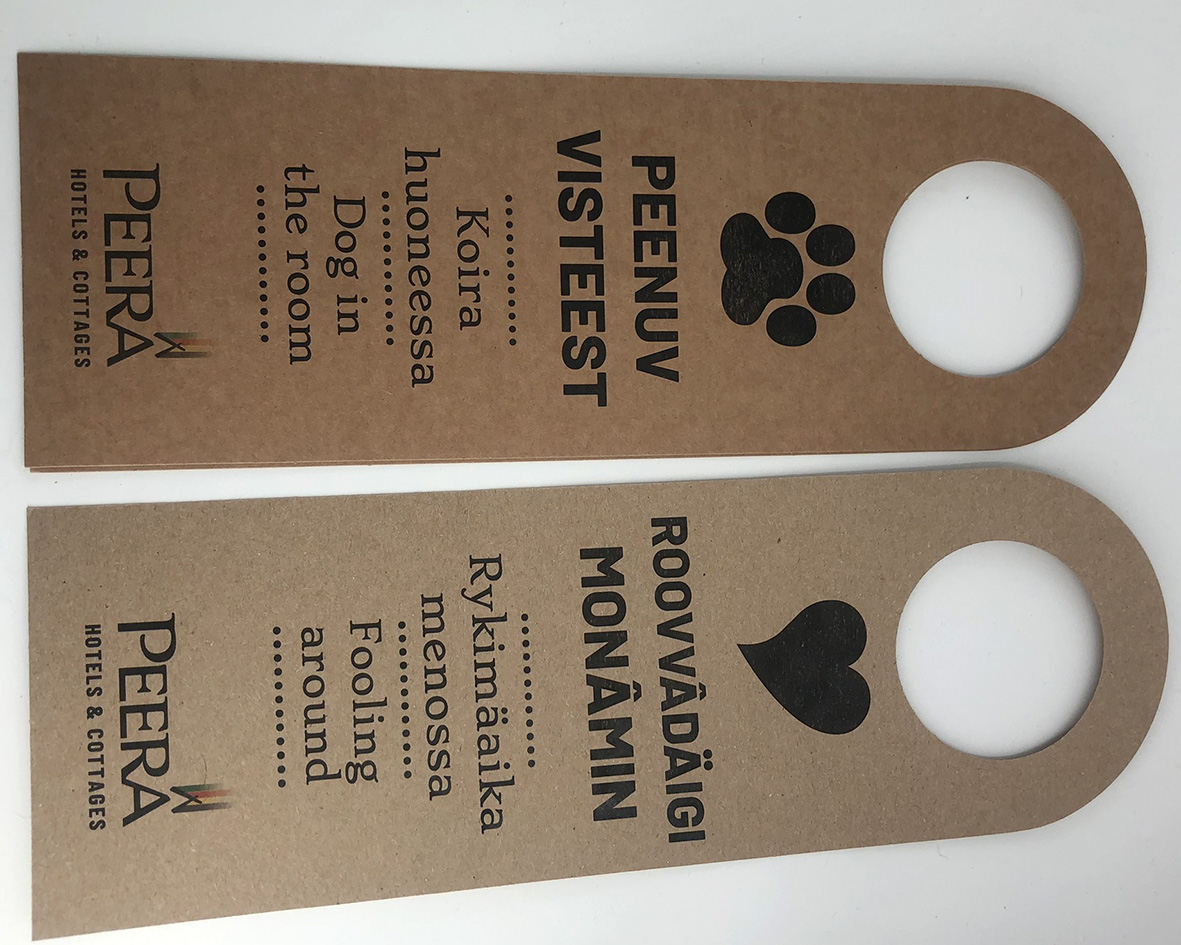 PEENUV
VISTEEST
..........
Koira
huoneessa
..........
Dog in
the room
..........
PEERA
HOTELS & COTTAGES
ROOVVÂDÄIGI
MONÂMIN
..........
Rykimäaika
menossa
..........
Fooling
around
..........
PEERA
HOTELS & COTTAGES